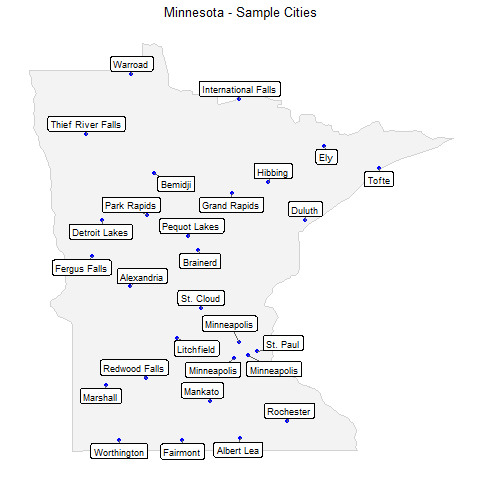 Minnesota - Sample Cities
Warroad
International Falls
Thief River Falls
Ely
Hibbing
Tofte
Bemidji
Park Rapids
Grand Rapids
Duluth
Pequot Lakes
Detroit Lakes
Brainerd
Fergus Falls
Alexandria
St. Cloud
Minneapolis
St. Paul
Litchfield
Redwood Falls
Minneapolis
Minneapolis
Mankato
Marshall
Rochester
Worthington
Fairmont
Albert Lea